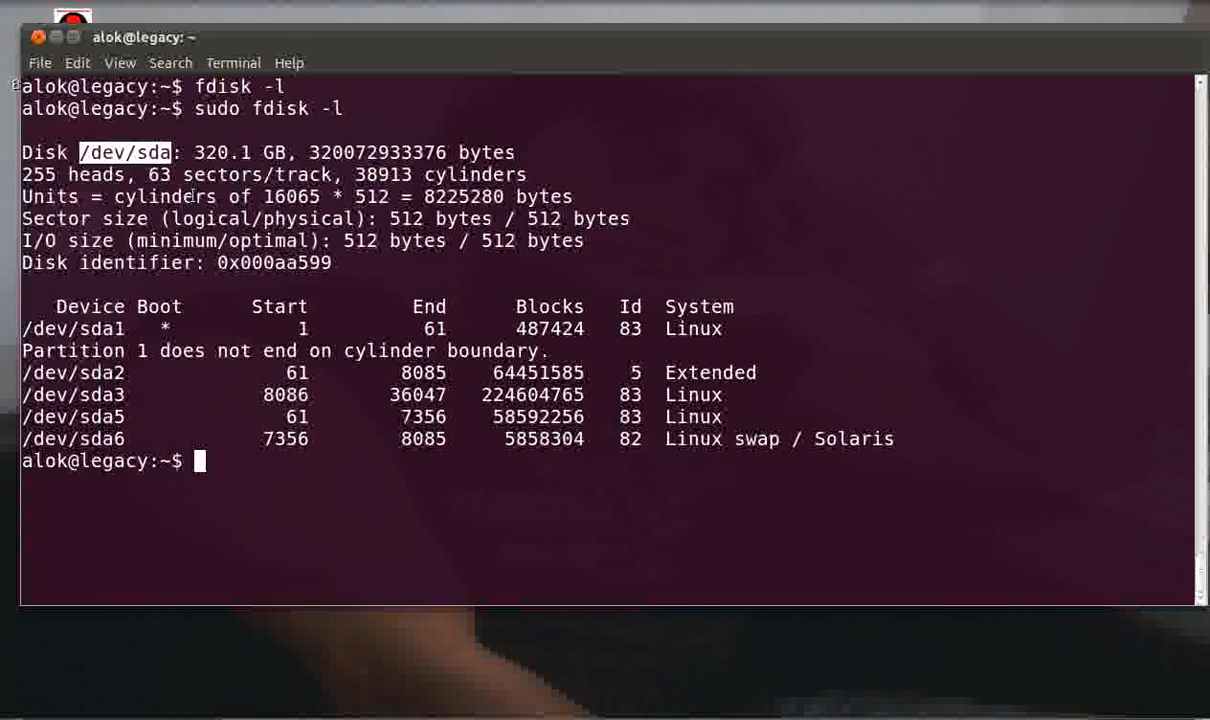 alok@legacy: ~
File Edit View Search Terminal Help
alok@legacy:~$ fdisk -l
alok@legacy:~$ sudo fdisk -l
Disk /dev/sda: 320.1 GB, 320072933376 bytes
255 heads, 63 sectors/track, 38913 cylinders
Units = cylinders of 16065 * 512 = 8225280 bytes
Sector size (logical/physical): 512 bytes / 512 bytes
I/O size (minimum/optimal): 512 bytes / 512 bytes
Disk identifier: 0x000aa599
Device Boot Start End Blocks Id System
/dev/sda1 * 1 61 487424 83 Linux
Partition 1 does not end on cylinder boundary.
/dev/sda2 61 8085 64451585 5 Extended
/dev/sda3 8086 36047 224604765 83 Linux
/dev/sda5 61 7356 58592256 83 Linux
/dev/sda6 7356 8085 5858304 82 Linux swap / Solaris
alok@legacy:~$